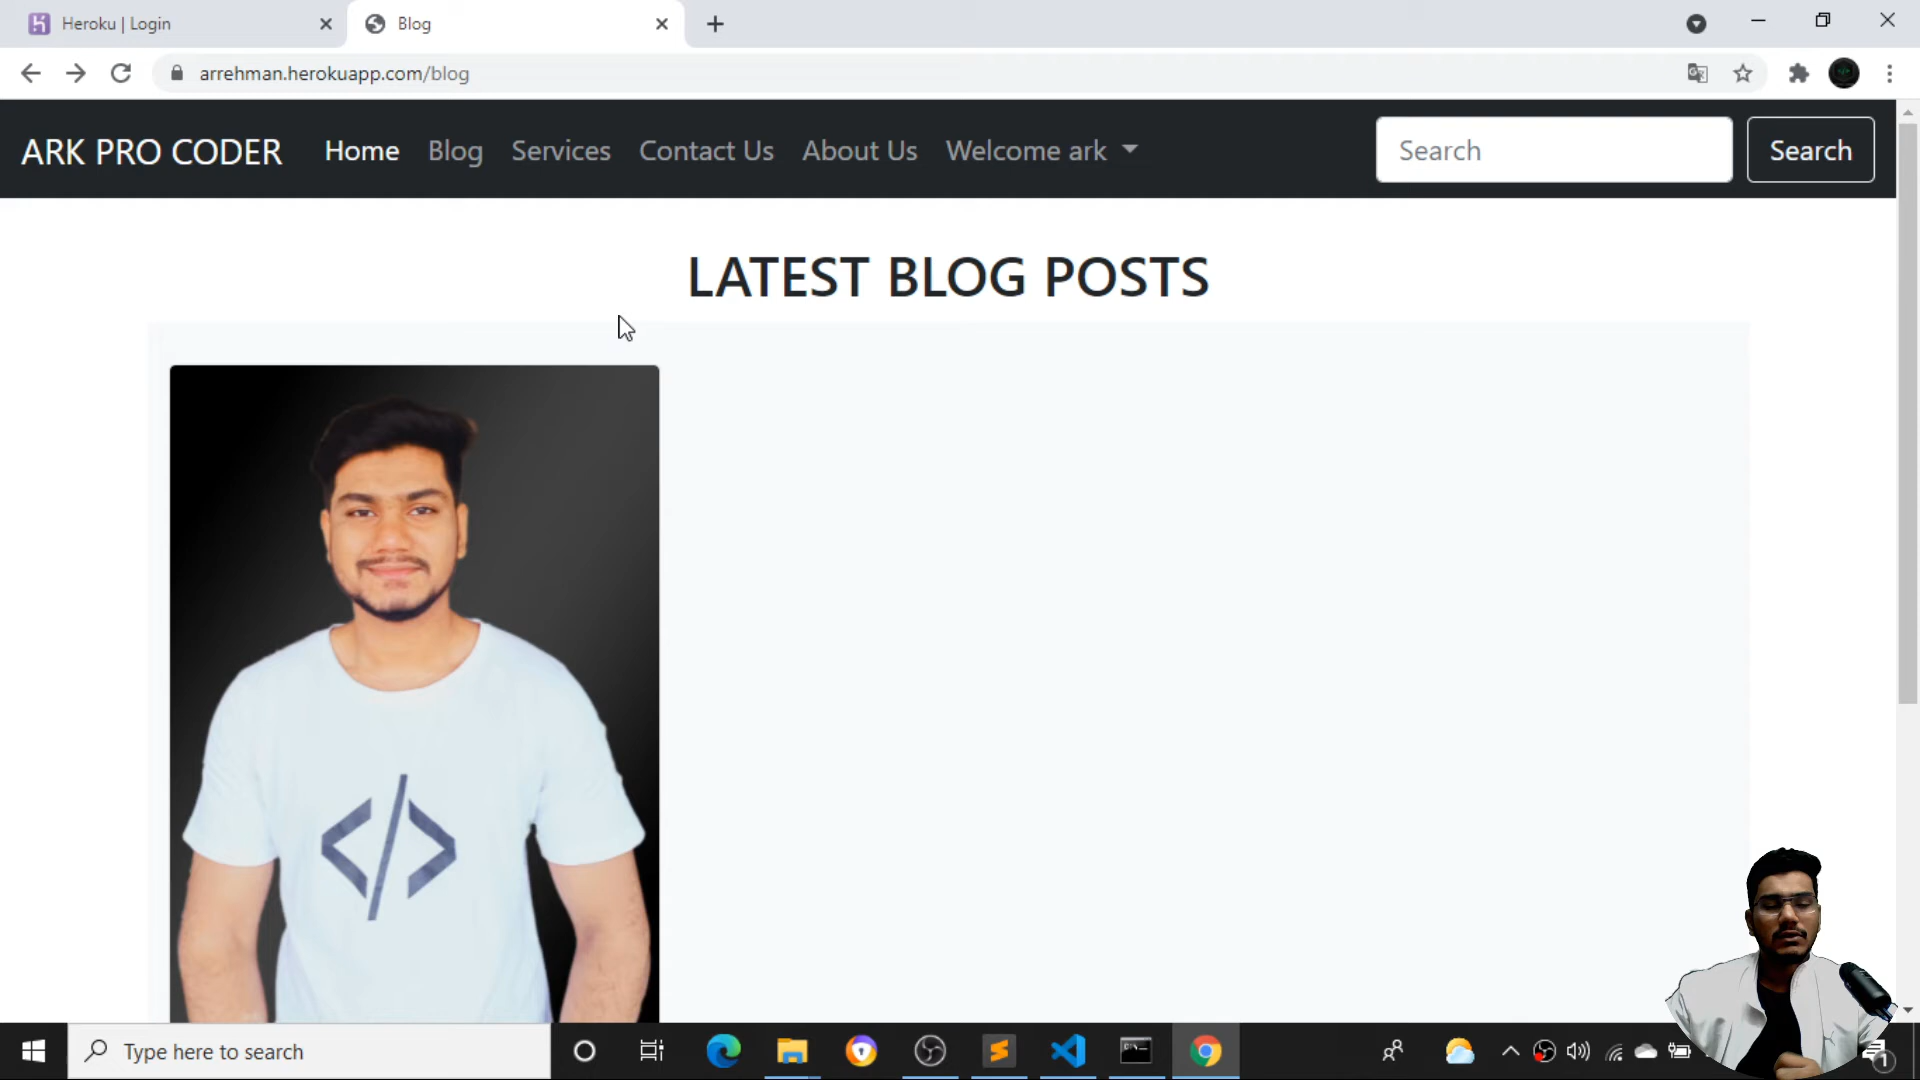 Heroku | Login
Blog
arrehman.herokuapp.com/blog
ARK PRO CODER
Home
Blog
Services
Contact Us
About Us
Welcome ark
Search
Search
LATEST BLOG POSTS
</>
Type here to search
1